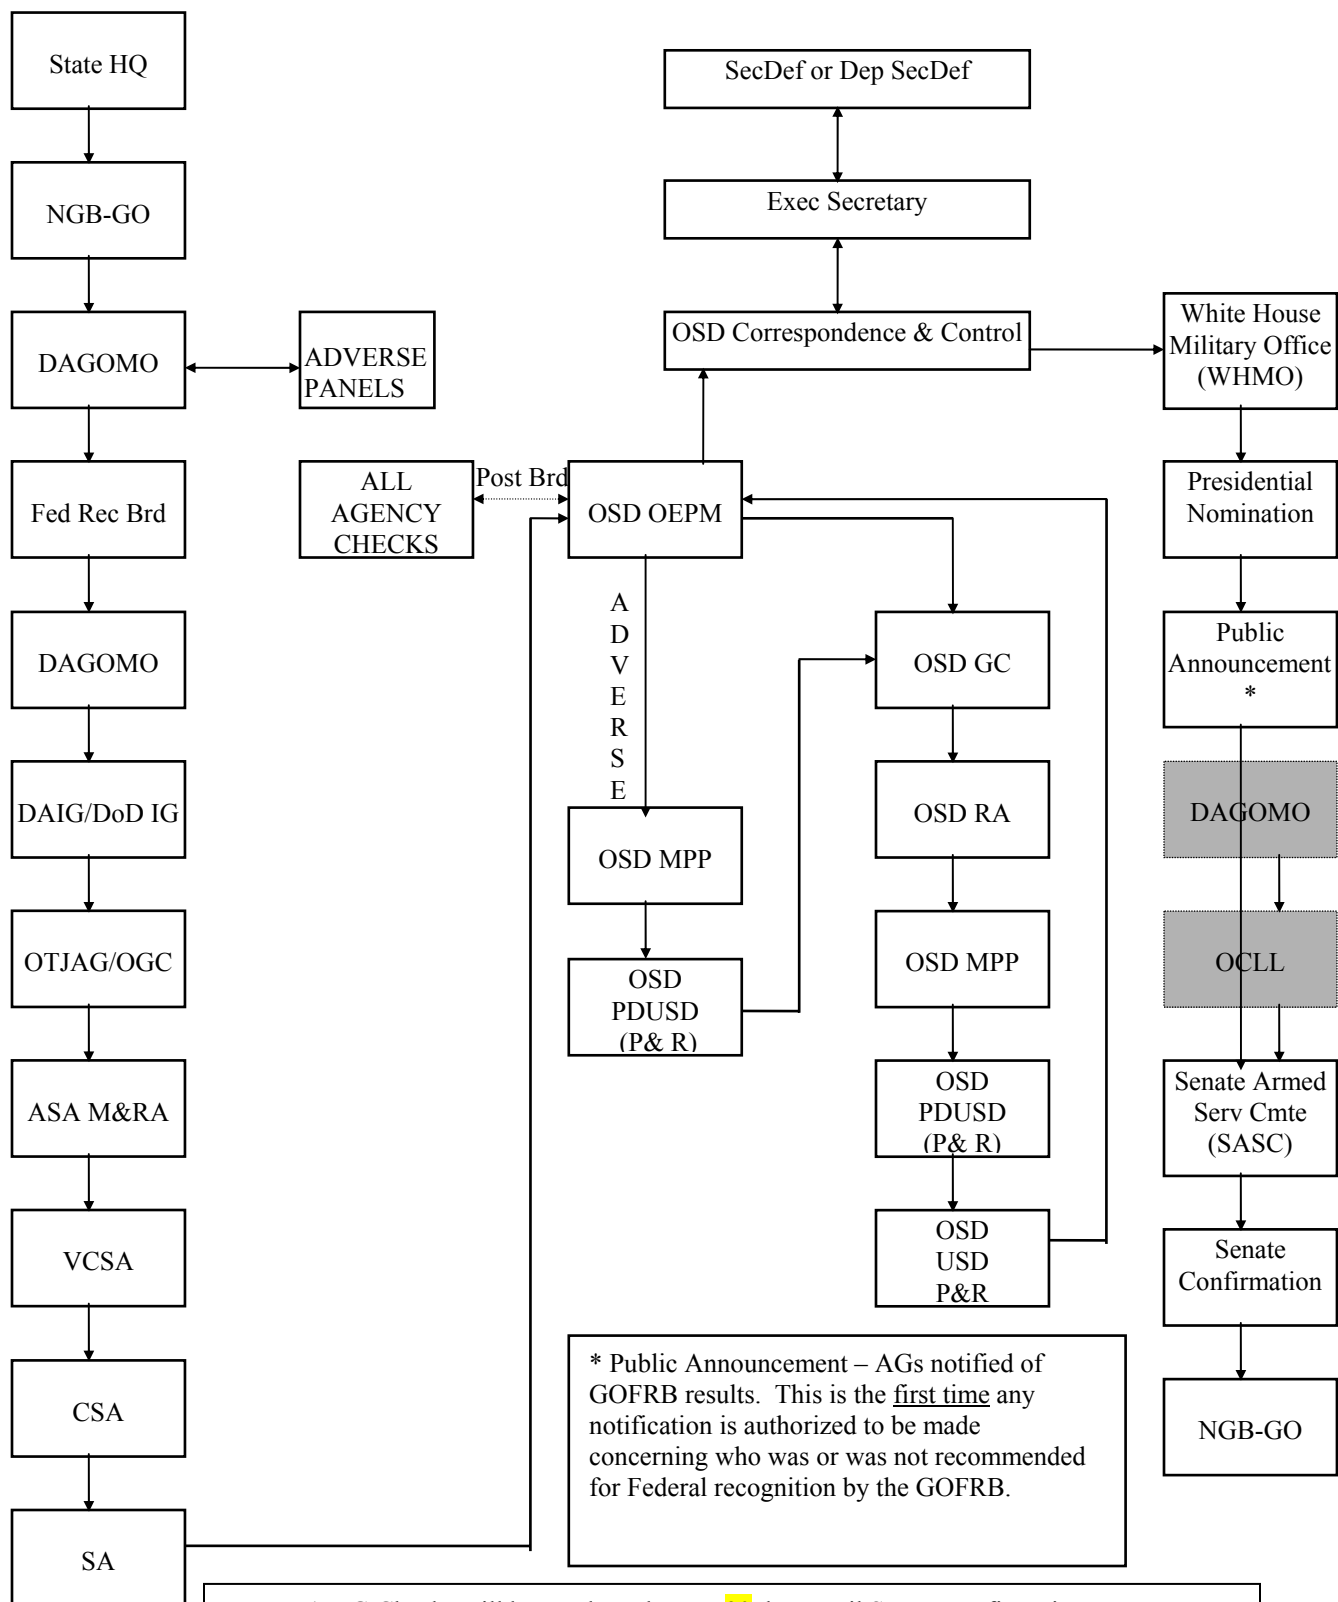 State HQ
NGB-GO
DAGOMO
ADVERSE
PANELS
Fed Rec Brd
DAGOMO
DAIG/DoD IG
OTJAG/OGC
ASA M&RA
VCSA
CSA
SA
SecDef or Dep SecDef
Exec Secretary
OSD Correspondence & Control
ALL
AGENCY
CHECKS
Post Brd
OSD OEPM
A
D
V
E
R
S
E
OSD MPP
OSD
PDUSD
(P& R)
OSD GC
OSD RA
OSD MPP
OSD
PDUSD
(P& R)
OSD
USD
P&R
White House
Military Office
(WHMO)
Presidential
Nomination
Public
Announcement
*
DAGOMO
OCLL
Senate Armed
Serv Cmte
(SASC)
Senate
Confirmation
NGB-GO
* Public Announcement – AGs notified of
GOFRB results. This is the first time any
notification is authorized to be made
concerning who was or was not recommended
for Federal recognition by the GOFRB.